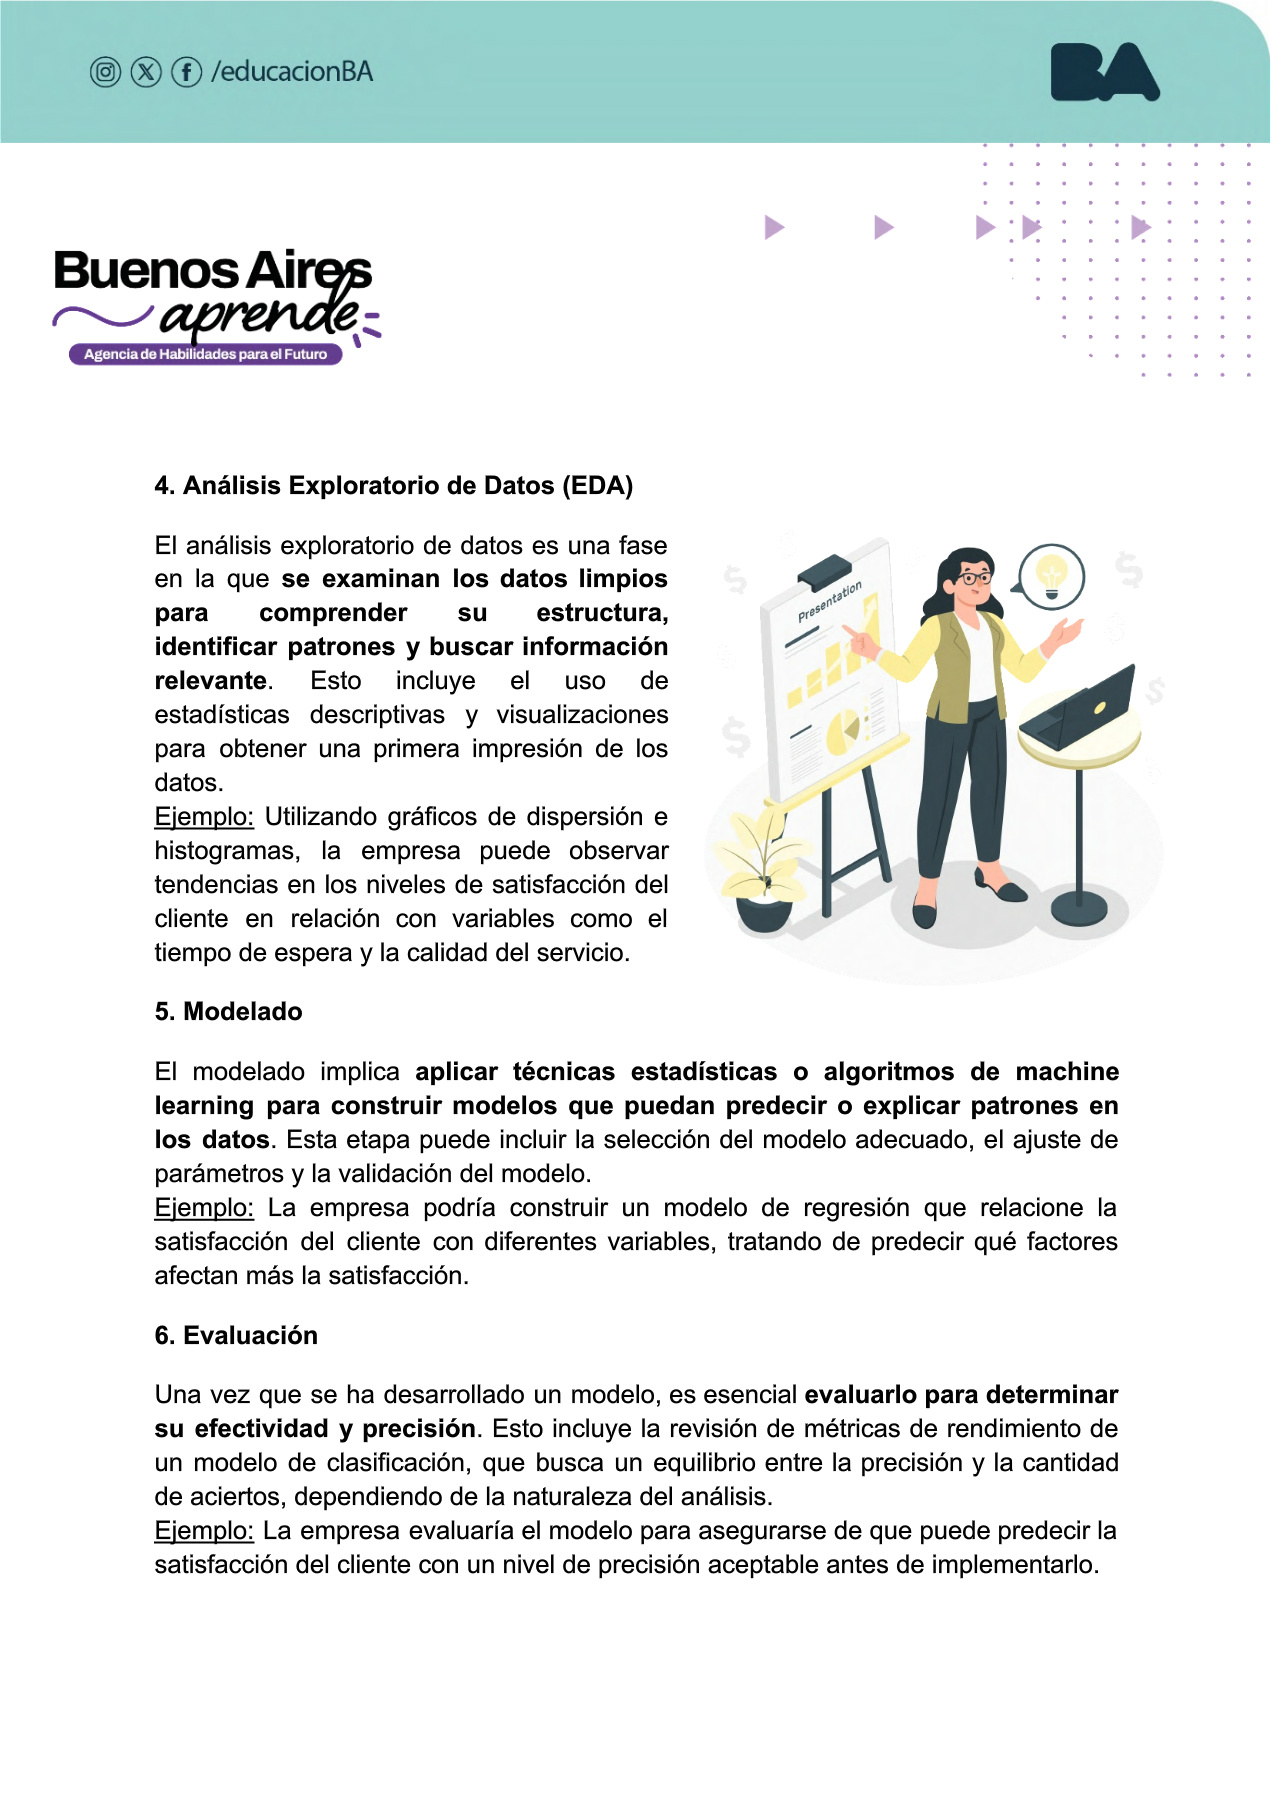 /educacionBA
BA
Buenos Aires
aprende
Agencia de Habilidades para el Futuro
4. Análisis Exploratorio de Datos (EDA)
El análisis exploratorio de datos es una fase
en la que se examinan los datos limpios
para comprender su estructura,
identificar patrones y buscar información
relevante. Esto incluye el uso de
estadísticas descriptivas y visualizaciones
para obtener una primera impresión de los
datos.
Ejemplo: Utilizando gráficos de dispersión e
histogramas, la empresa puede observar
tendencias en los niveles de satisfacción del
cliente en relación con variables como el
tiempo de espera y la calidad del servicio.
Presentation
5. Modelado
El modelado implica aplicar técnicas estadísticas o algoritmos de machine
learning para construir modelos que puedan predecir o explicar patrones en
los datos. Esta etapa puede incluir la selección del modelo adecuado, el ajuste de
parámetros y la validación del modelo.
Ejemplo: La empresa podría construir un modelo de regresión que relacione la
satisfacción del cliente con diferentes variables, tratando de predecir qué factores
afectan más la satisfacción.
6. Evaluación
Una vez que se ha desarrollado un modelo, es esencial evaluarlo para determinar
su efectividad y precisión. Esto incluye la revisión de métricas de rendimiento de
un modelo de clasificación, que busca un equilibrio entre la precisión y la cantidad
de aciertos, dependiendo de la naturaleza del análisis.
Ejemplo: La empresa evaluaría el modelo para asegurarse de que puede predecir la
satisfacción del cliente con un nivel de precisión aceptable antes de implementarlo.